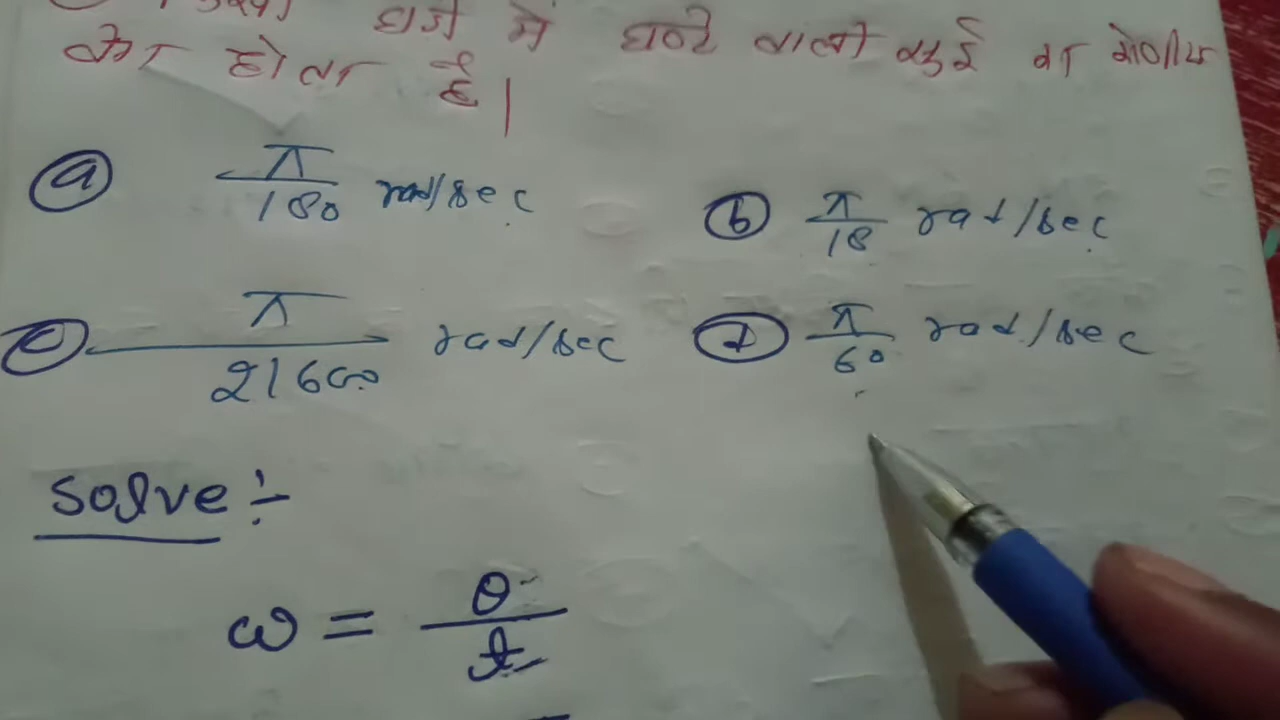 घड़ी में घण्टे वाली सुई का कोणीय
का होता है।
(a) π/180 rad/sec
(b) π/18 rad/sec
(c) π/21600 rad/sec
(d) π/60 rad/sec
Solve :-
ω = θ/t